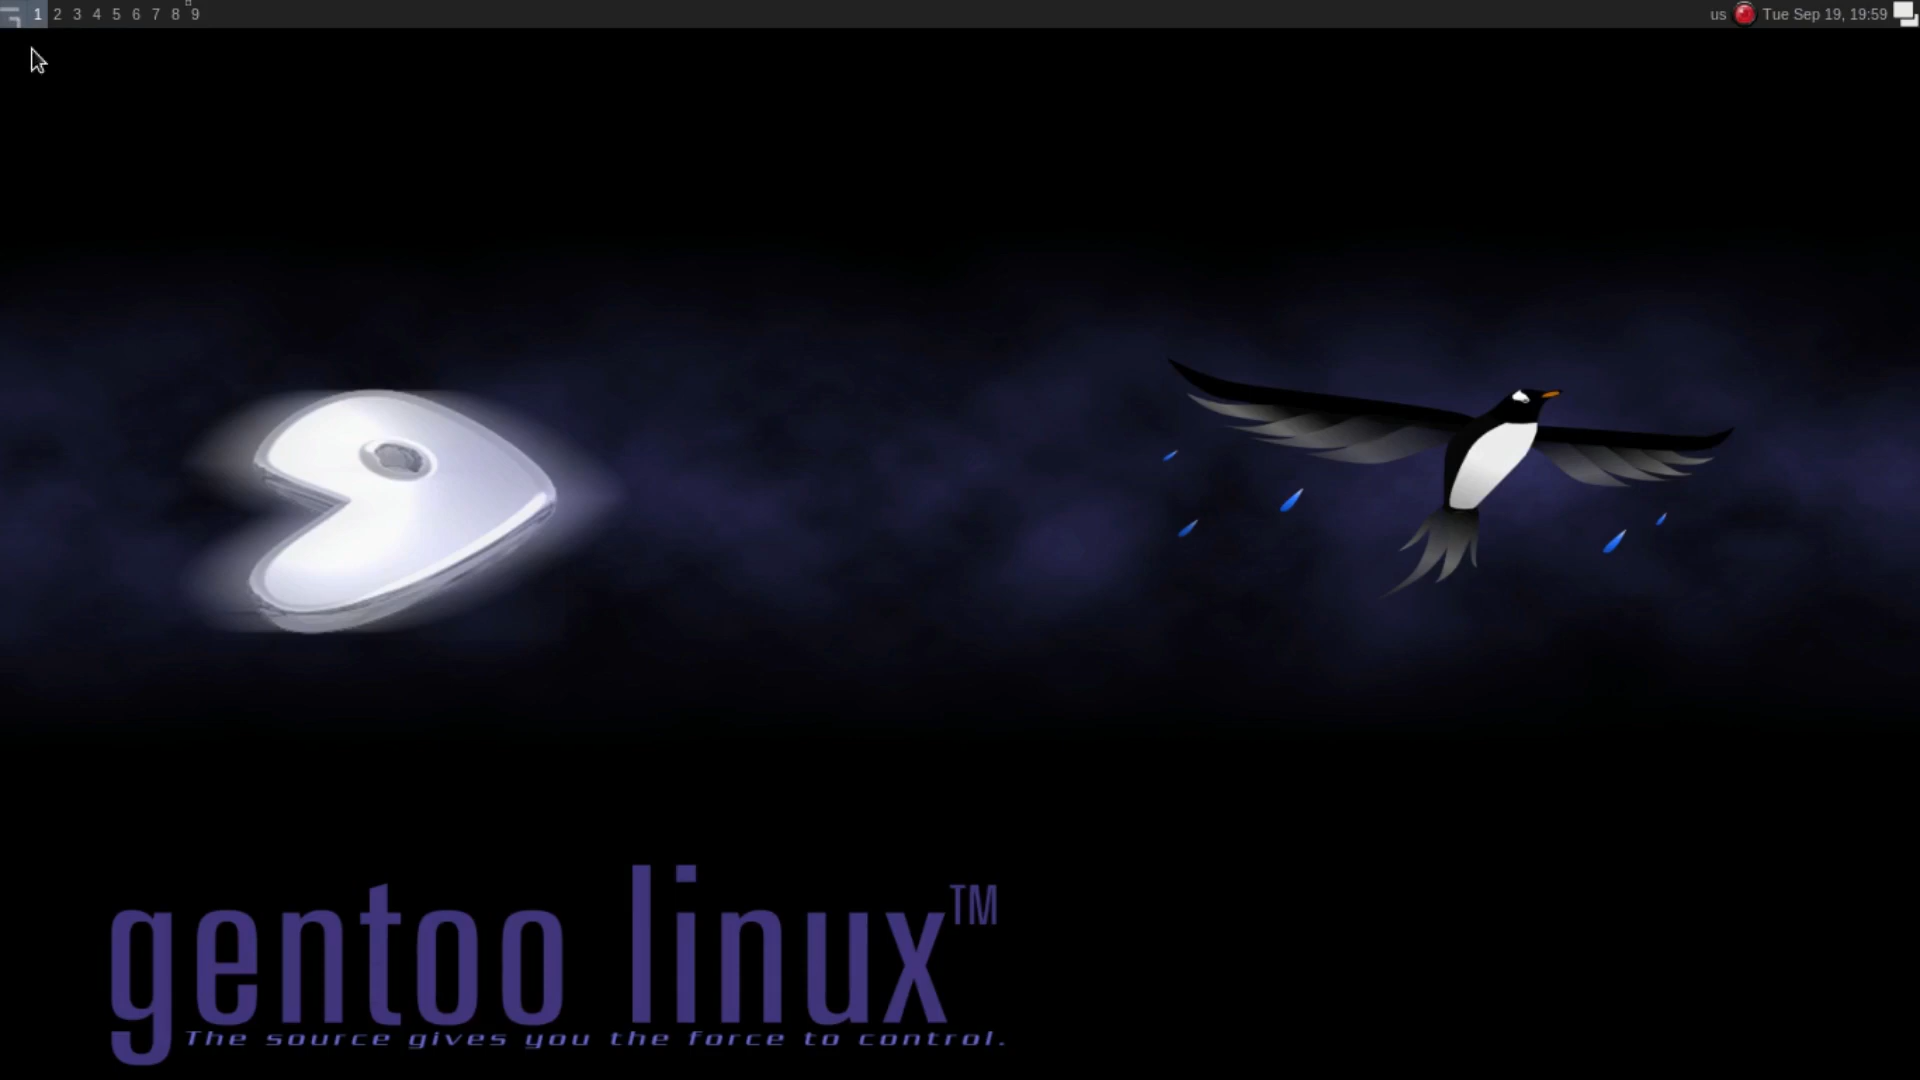 1 2 3 4 5 6 7 8 9 us Tue Sep 19, 19:59
gentoo linux™
The source gives you the force to control.